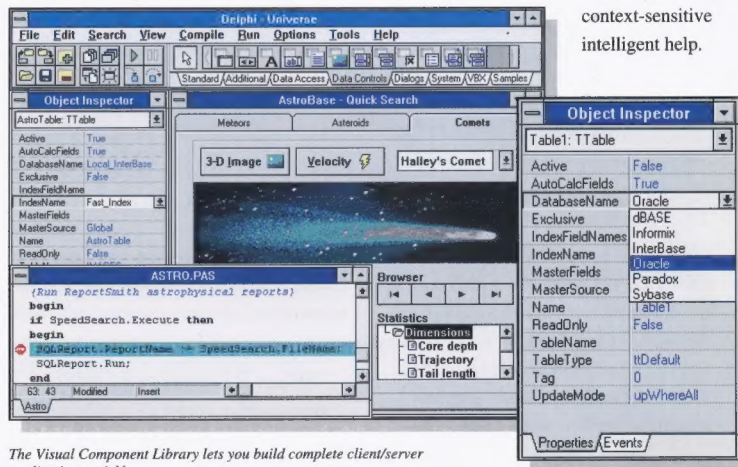 context-sensitive
intelligent help.
Delphi - Universe
File Edit Search View Compile Run Options Tools Help
Standard Additional Data Access Data Controls Dialogs System VBX Samples
Object Inspector
AstroTable: TTable
Active True
AutoCalcFields True
DatabaseName Local_InterBase
Exclusive False
IndexFieldName
IndexName Fast_Index
MasterFields
MasterSource Global
Name AstroTable
ReadOnly False
AstroBase - Quick Search
Meteors Asteroids Comets
3-D Image Velocity Halley's Comet
Browser
Statistics
Dimensions
Core depth
Trajectory
Tail length
ASTRO.PAS
{Run ReportSmith astrophysical reports}
begin
if SpeedSearch.Execute then
begin
SQLReport.ReportName := SpeedSearch.FileName;
SQLReport.Run;
end
63: 43 Modified Insert
Astro
Object Inspector
Table1: TTable
Active False
AutoCalcFields True
DatabaseName Oracle
Exclusive dBASE
IndexFieldNames Informix
IndexName InterBase
MasterFields Oracle
MasterSource Paradox
Sybase
Name Table1
ReadOnly False
TableName
TableType ttDefault
Tag 0
UpdateMode upWhereAll
Properties Events
The Visual Component Library lets you build complete client/server